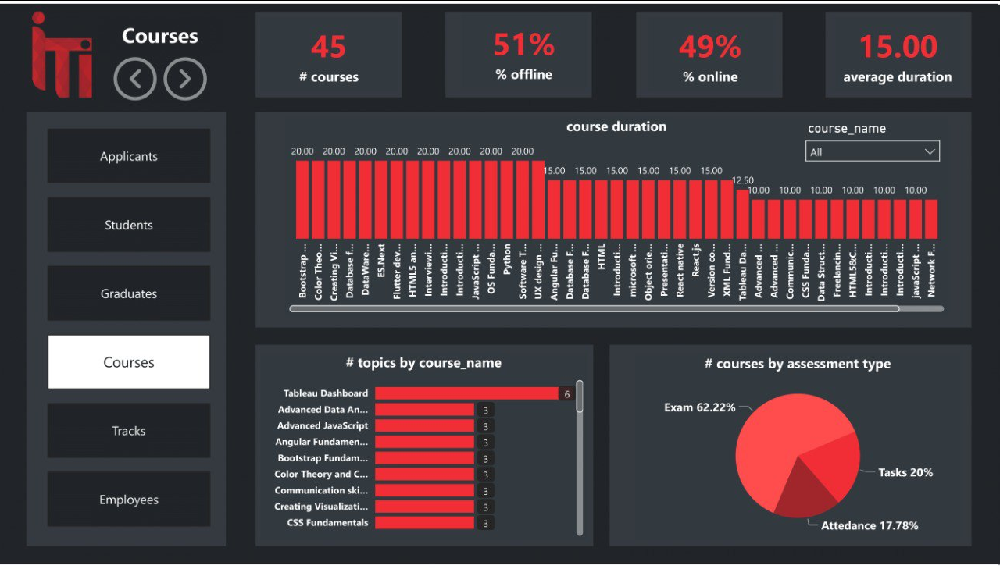 iTi
Courses
45
# courses
51%
% offline
49%
% online
15.00
average duration
Applicants
Students
Graduates
Courses
Tracks
Employees
course duration
course_name
All
20.00 20.00 20.00 20.00 20.00 20.00 20.00 20.00 15.00 15.00 15.00 15.00 15.00 15.00 12.50 10.00 10.00 10.00 10.00 10.00 10.00
Bootstrap ...
Color Theo...
Creating Vi...
Database f...
DataWare...
ES.Next
Flutter dev...
HTML5 an...
Interviewi...
Introducti...
Introducti...
JavaScript ...
OS Funda...
Python
Software T...
UX design ...
Angular Fu...
Database F...
Database F...
HTML
Introducti...
microsoft ...
Object orie...
Presentati...
React native
React.js
Version co...
XML Fund...
Tableau Da...
Advanced ...
Advanced ...
Communic...
CSS Funda...
Data Struct...
Freelancin...
HTML5&C...
Introducti...
Introducti...
Introducti...
javaScript ...
Network F...
# topics by course_name
Tableau Dashboard 6
Advanced Data An... 3
Advanced JavaScript 3
Angular Fundamen... 3
Bootstrap Fundam... 3
Color Theory and C... 3
Communication ski... 3
Creating Visualizati... 3
CSS Fundamentals 3
# courses by assessment type
Exam 62.22%
Tasks 20%
Attedance 17.78%